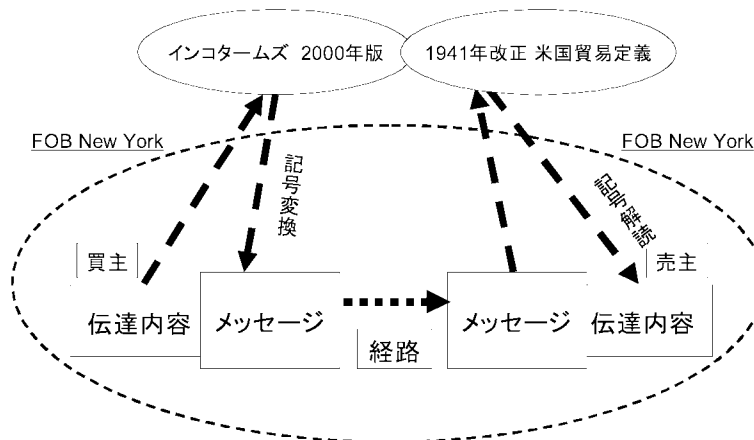 インコタームズ 2000年版
1941年改正 米国貿易定義
FOB New York
FOB New York
記号変換
記号解読
買主
売主
伝達内容
メッセージ
メッセージ
伝達内容
経路